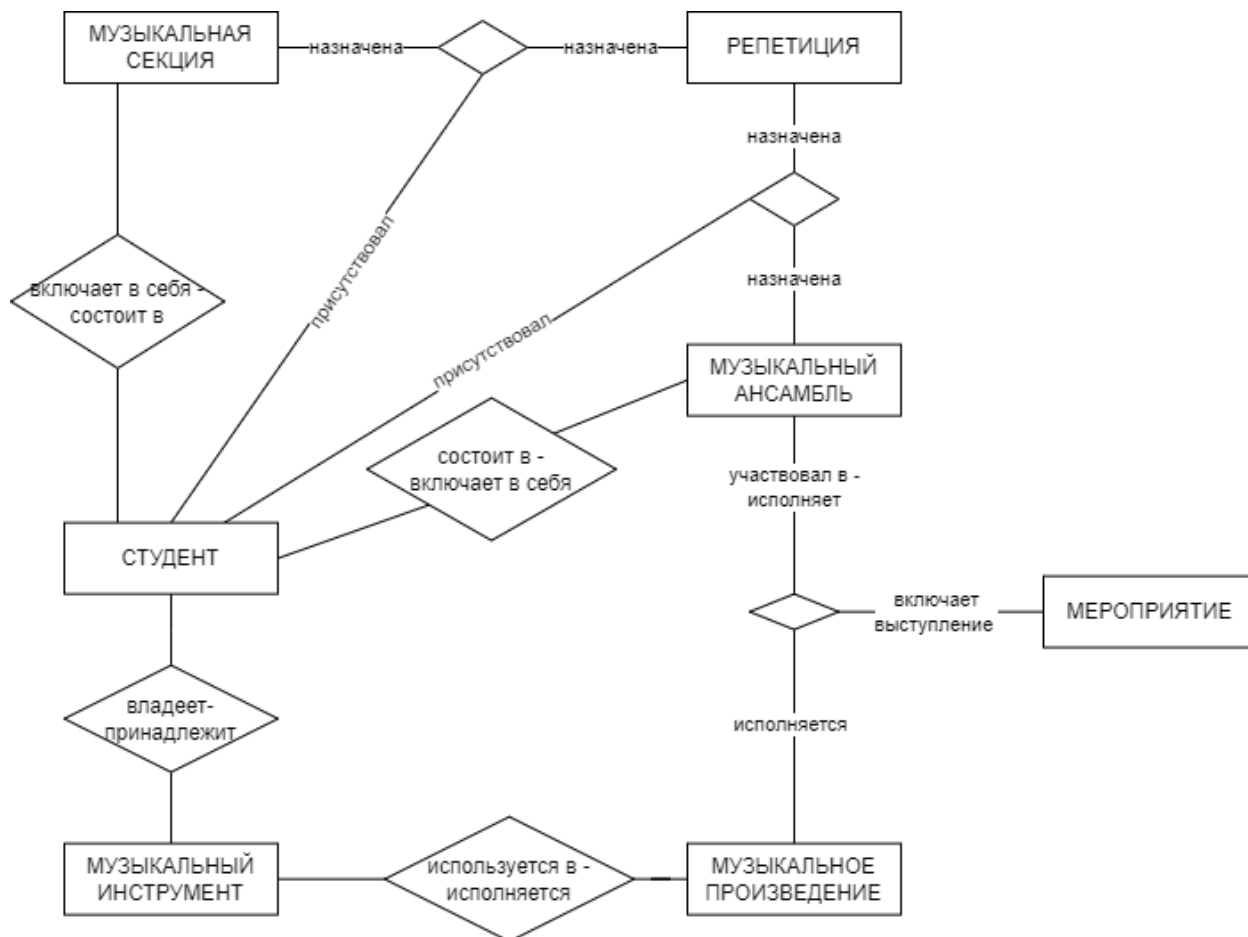 МУЗЫКАЛЬНАЯ
СЕКЦИЯ
назначена
назначена
РЕПЕТИЦИЯ
назначена
присутствовал
включает в себя -
состоит в
назначена
присутствовал
МУЗЫКАЛЬНЫЙ
АНСАМБЛЬ
состоит в -
включает в себя
участвовал в -
исполняет
СТУДЕНТ
включает
выступление
МЕРОПРИЯТИЕ
владеет-
принадлежит
исполняется
МУЗЫКАЛЬНЫЙ
ИНСТРУМЕНТ
используется в -
исполняется
МУЗЫКАЛЬНОЕ
ПРОИЗВЕДЕНИЕ